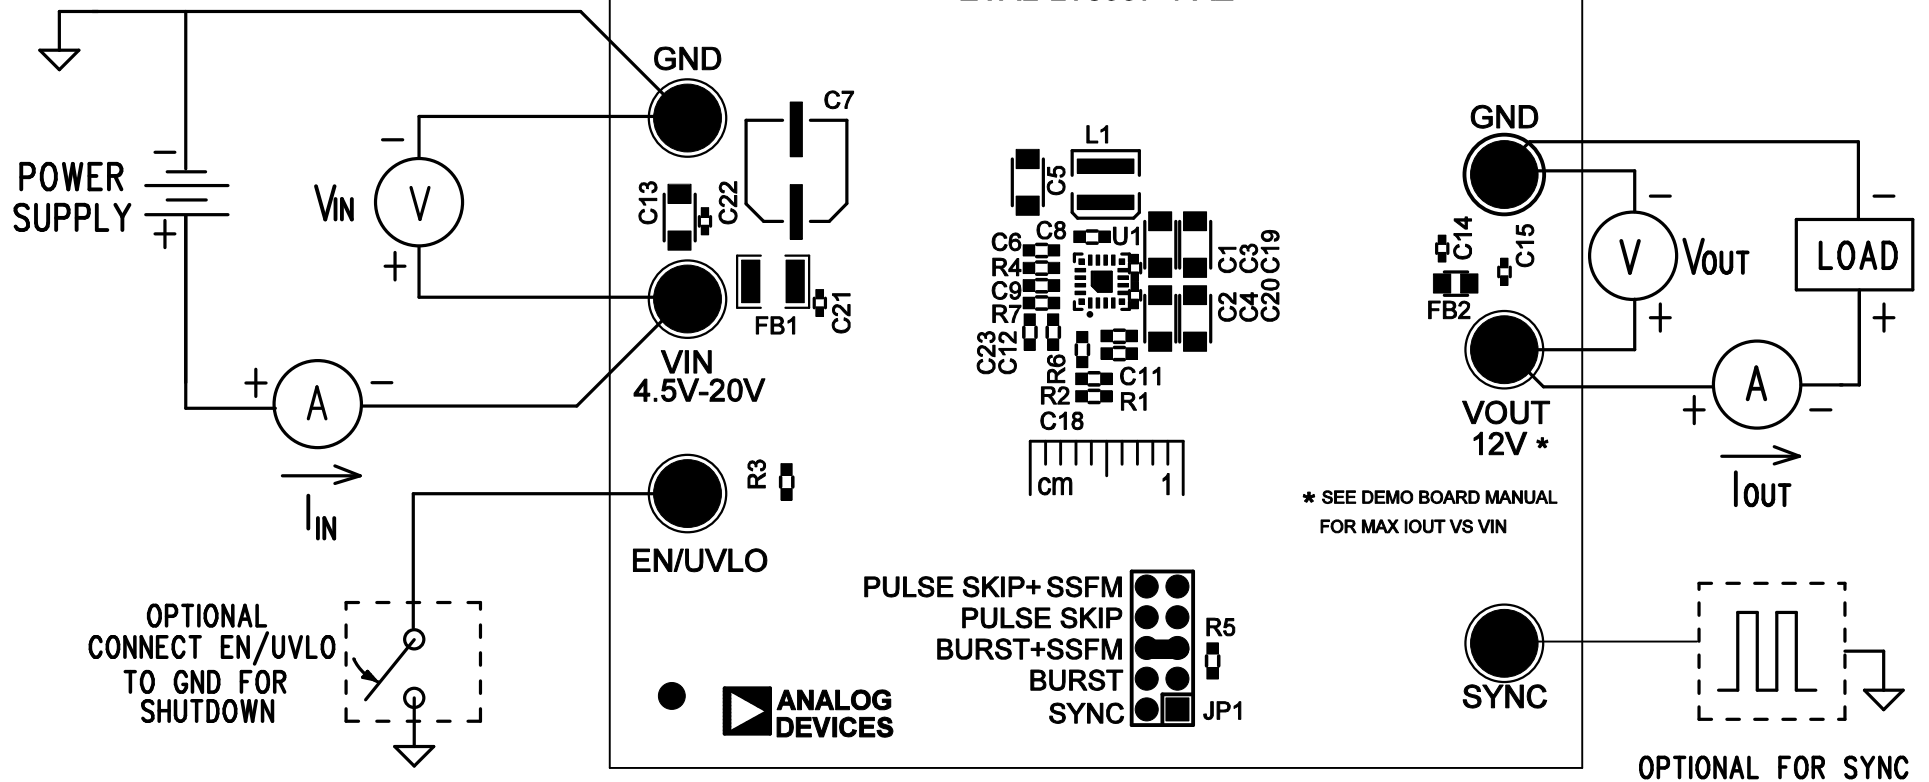 GND
C7
POWER
SUPPLY
-
+
VIN
-
V
+
C13
C22
FB1
C21
VIN
4.5V-20V
+
A
-
IIN
R3
EN/UVLO
OPTIONAL
CONNECT EN/UVLO
TO GND FOR
SHUTDOWN
ANALOG
DEVICES
L1
C5
C8
U1
C6
R4
C9
R7
C23
C12
R6
C11
R2
R1
C18
C1
C3
C19
C2
C4
C20
cm 1
PULSE SKIP+ SSFM
PULSE SKIP
BURST+SSFM
BURST
SYNC
R5
JP1
GND
C14
C15
FB2
VOUT
12V *
* SEE DEMO BOARD MANUAL
FOR MAX IOUT VS VIN
-
V
+
VOUT
-
LOAD
+
+
A
-
IOUT
SYNC
OPTIONAL FOR SYNC